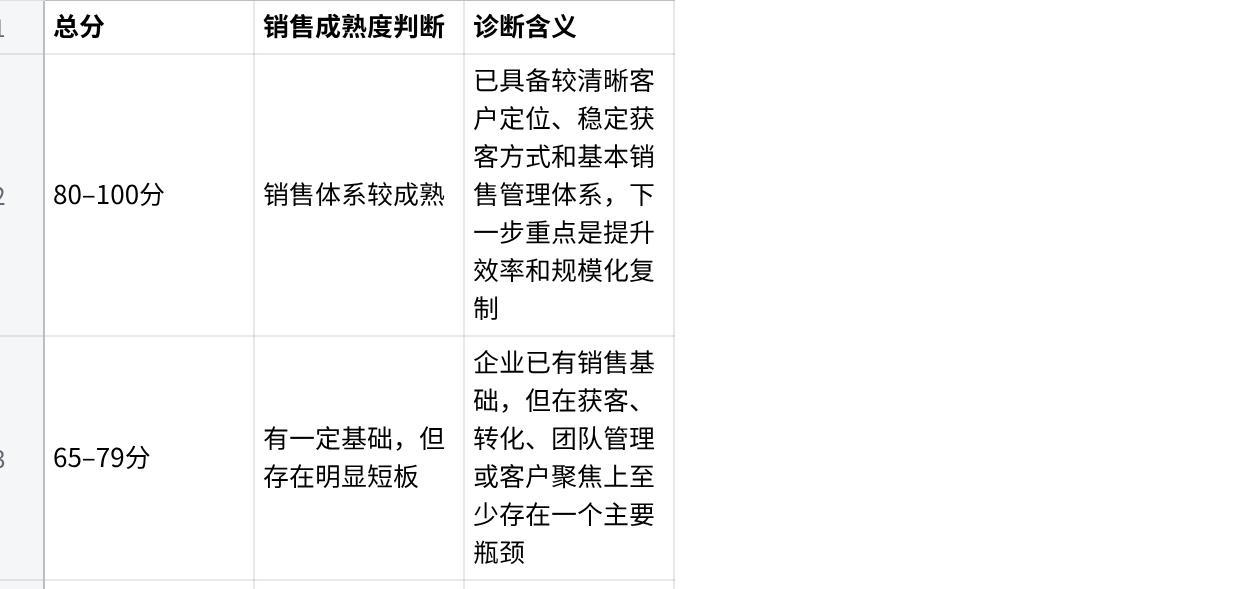 1
总分
销售成熟度判断
诊断含义
2
80–100分
销售体系较成熟
已具备较清晰客
户定位、稳定获
客方式和基本销
售管理体系，下
一步重点是提升
效率和规模化复
制
3
65–79分
有一定基础，但
存在明显短板
企业已有销售基
础，但在获客、
转化、团队管理
或客户聚焦上至
少存在一个主要
瓶颈